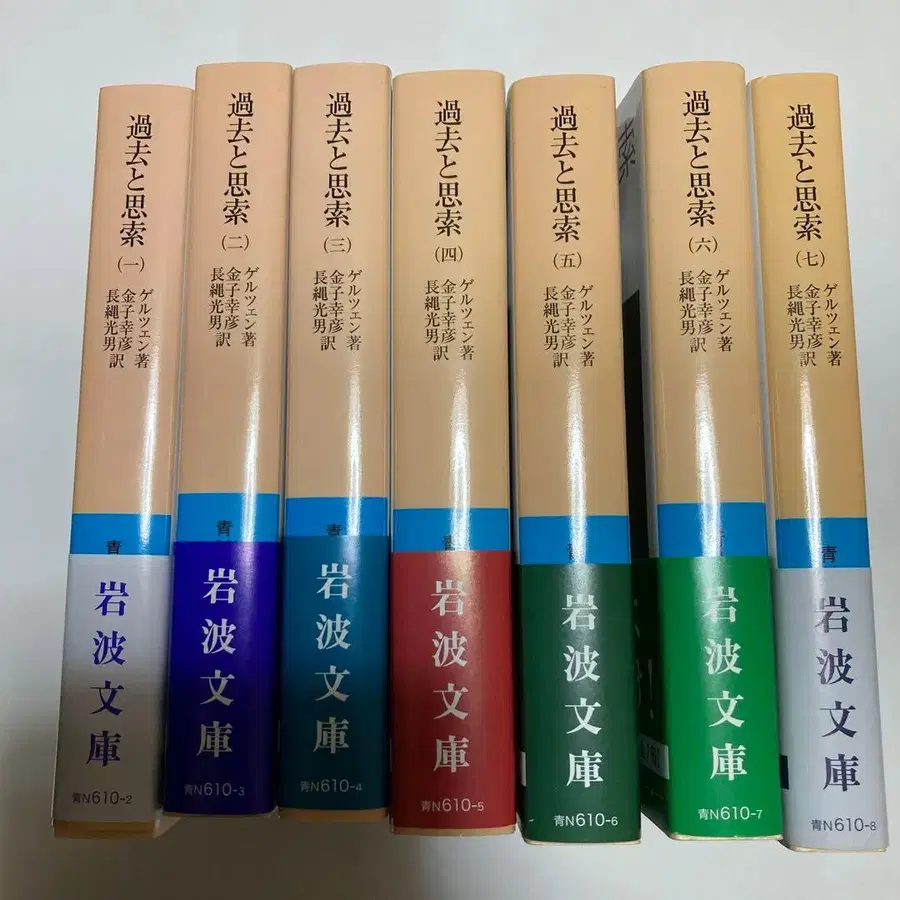 過去と思索
(一)
ゲルツェン著
金子幸彦
長縄光男訳
青
岩波文庫
青N610-2
過去と思索
(二)
ゲルツェン著
金子幸彦
長縄光男訳
青
岩波文庫
青N610-3
過去と思索
(三)
ゲルツェン著
金子幸彦
長縄光男訳
青
岩波文庫
青N610-4
過去と思索
(四)
ゲルツェン著
金子幸彦
長縄光男訳
青
岩波文庫
青N610-5
過去と思索
(五)
ゲルツェン著
金子幸彦
長縄光男訳
青
岩波文庫
青N610-6
索
過去と思索
(六)
ゲルツェン著
金子幸彦
長縄光男訳
青
岩波文庫
青N610-7
過去と思索
(七)
ゲルツェン著
金子幸彦
長縄光男訳
青
岩波文庫
青N610-8